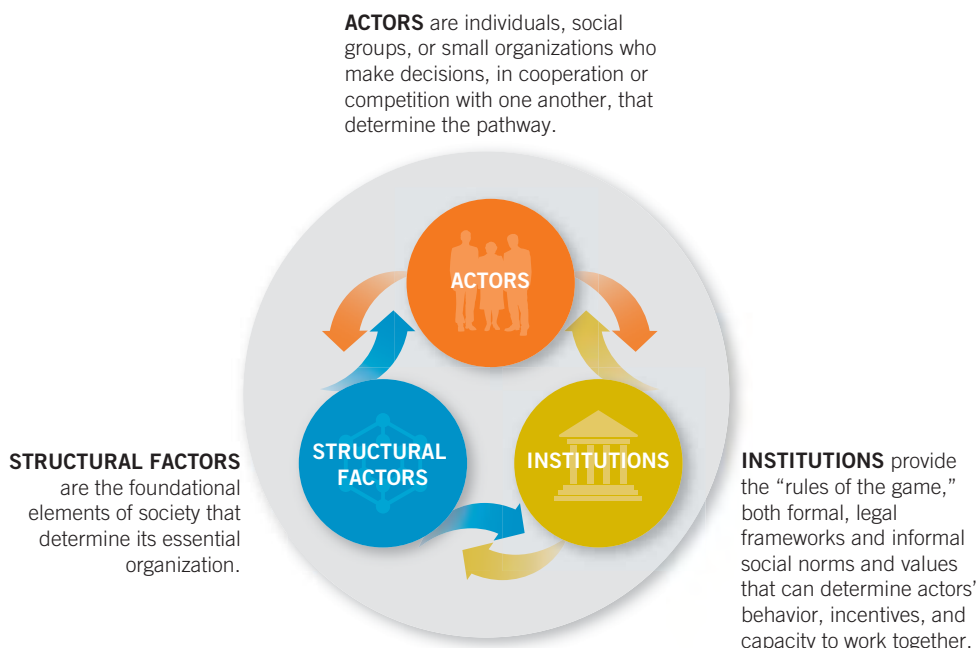 ACTORS are individuals, social
groups, or small organizations who
make decisions, in cooperation or
competition with one another, that
determine the pathway.
ACTORS
STRUCTURAL
FACTORS
INSTITUTIONS
STRUCTURAL FACTORS
are the foundational
elements of society that
determine its essential
organization.
INSTITUTIONS provide
the “rules of the game,”
both formal, legal
frameworks and informal
social norms and values
that can determine actors’
behavior, incentives, and
capacity to work together.